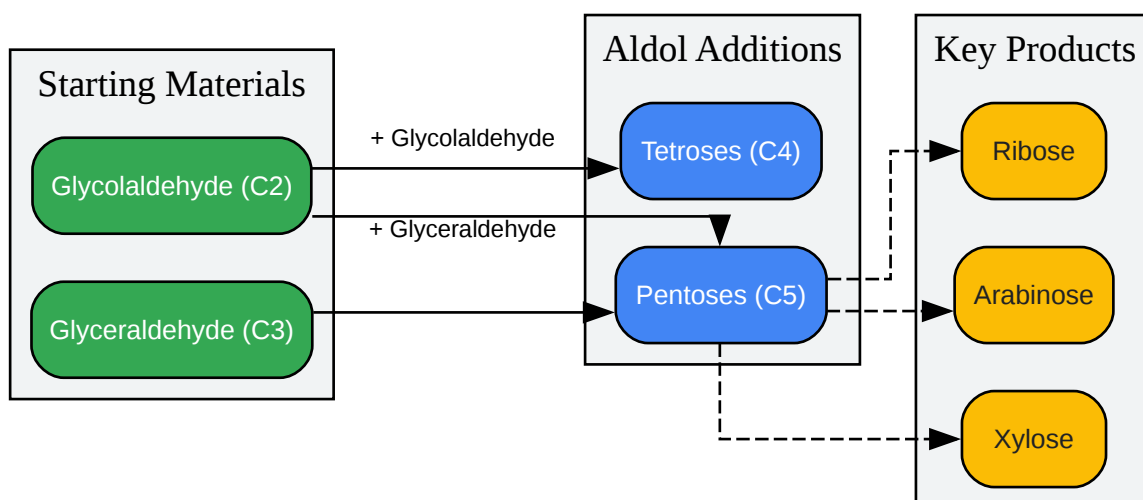 Starting Materials
Glycolaldehyde (C2)
Glyceraldehyde (C3)
+ Glycolaldehyde
+ Glyceraldehyde
Aldol Additions
Tetroses (C4)
Pentoses (C5)
Key Products
Ribose
Arabinose
Xylose